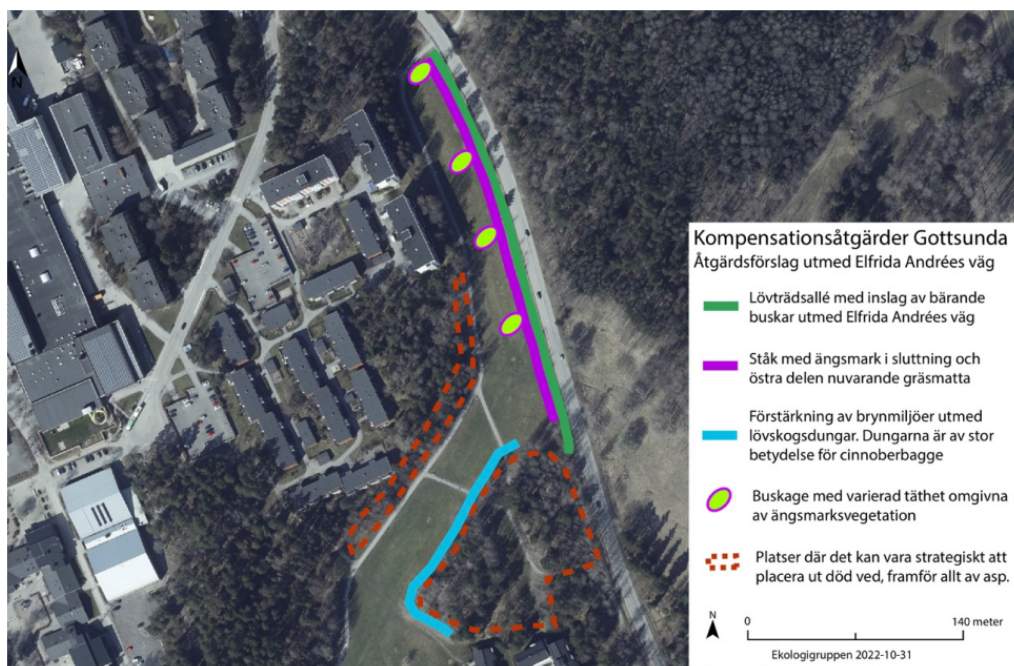 N
Kompensationsåtgärder Gottsunda
Åtgärdsförslag utmed Elfrida Andrées väg
Lövträdsallé med inslag av bärande
buskar utmed Elfrida Andrées väg
Ståk med ängsmark i sluttning och
östra delen nuvarande gräsmatta
Förstärkning av brynmiljöer utmed
lövskogsdungar. Dungarna är av stor
betydelse för cinnoberbagge
Buskage med varierad täthet omgivna
av ängsmarksvegetation
Platser där det kan vara strategiskt att
placera ut död ved, framför allt av asp.
N
0
140 meter
Ekologigruppen 2022-10-31